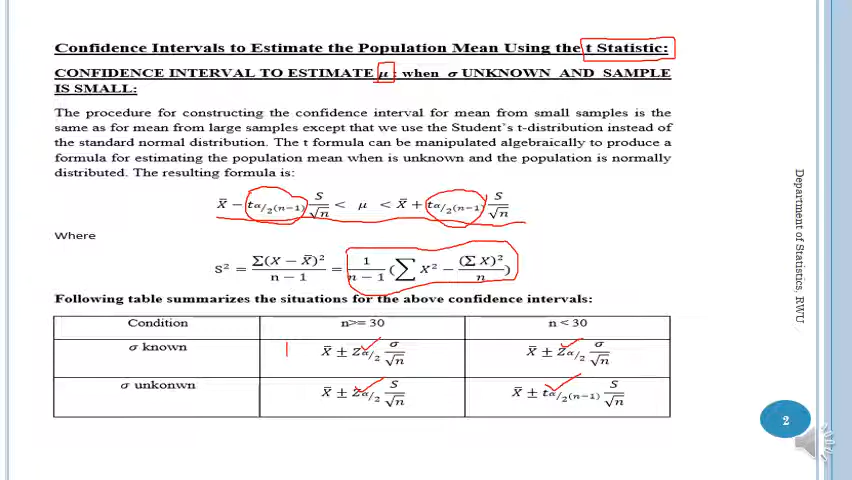 Confidence Intervals to Estimate the Population Mean Using the t Statistic:
CONFIDENCE INTERVAL TO ESTIMATE μ: when σ UNKNOWN AND SAMPLE
IS SMALL:
The procedure for constructing the confidence interval for mean from small samples is the
same as for mean from large samples except that we use the Student's t-distribution instead of
the standard normal distribution. The t formula can be manipulated algebraically to produce a
formula for estimating the population mean when is unknown and the population is normally
distributed. The resulting formula is:
X̄ − tα/2(n−1) S/√n < μ < X̄ + tα/2(n−1) S/√n
Where
S² = Σ(X − X̄)²/n − 1 = 1/n − 1 (∑ X² − (Σ X)²/n)
Following table summarizes the situations for the above confidence intervals:
Condition n>= 30 n < 30
σ known X̄ ± Zα/2 σ/√n X̄ ± Zα/2 σ/√n
σ unkonwn X̄ ± Zα/2 S/√n X̄ ± tα/2(n−1) S/√n
Department of Statistics, RWU
2